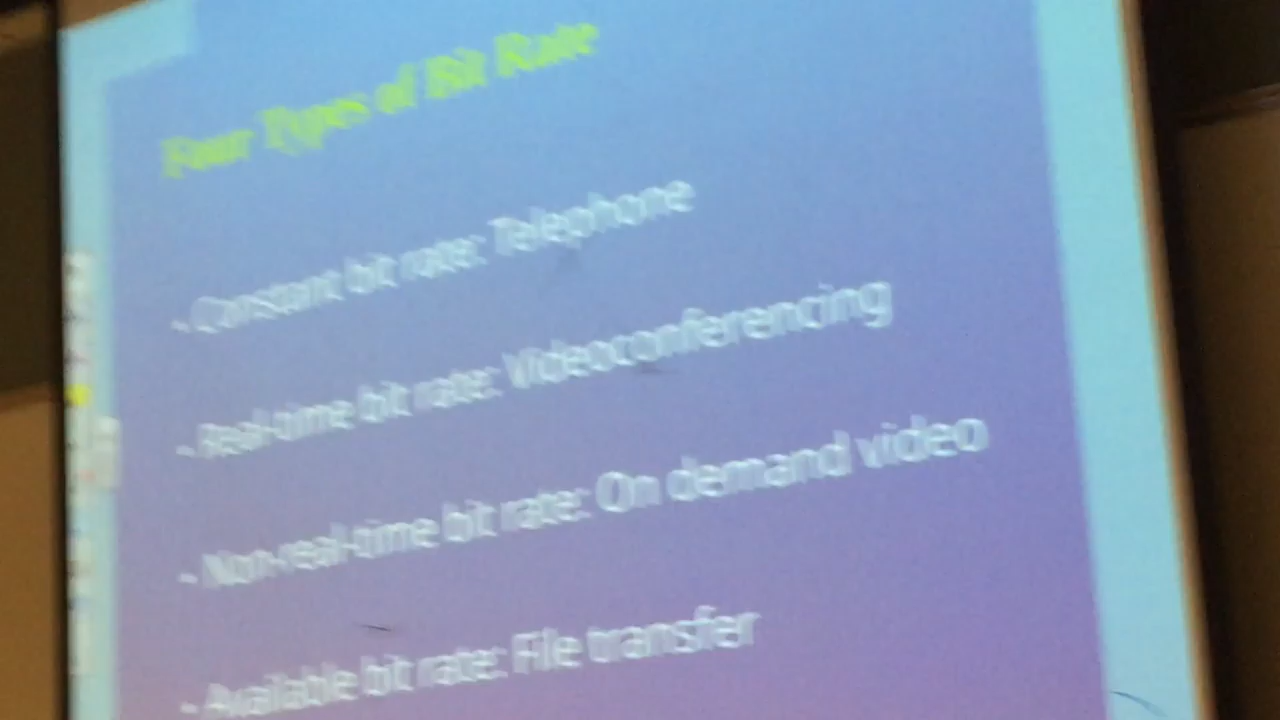 Four Types of Bit Rate
- Constant bit rate: Telephone
- Real-time bit rate: Videoconferencing
- Non-real-time bit rate: On demand video
- Available bit rate: File transfer